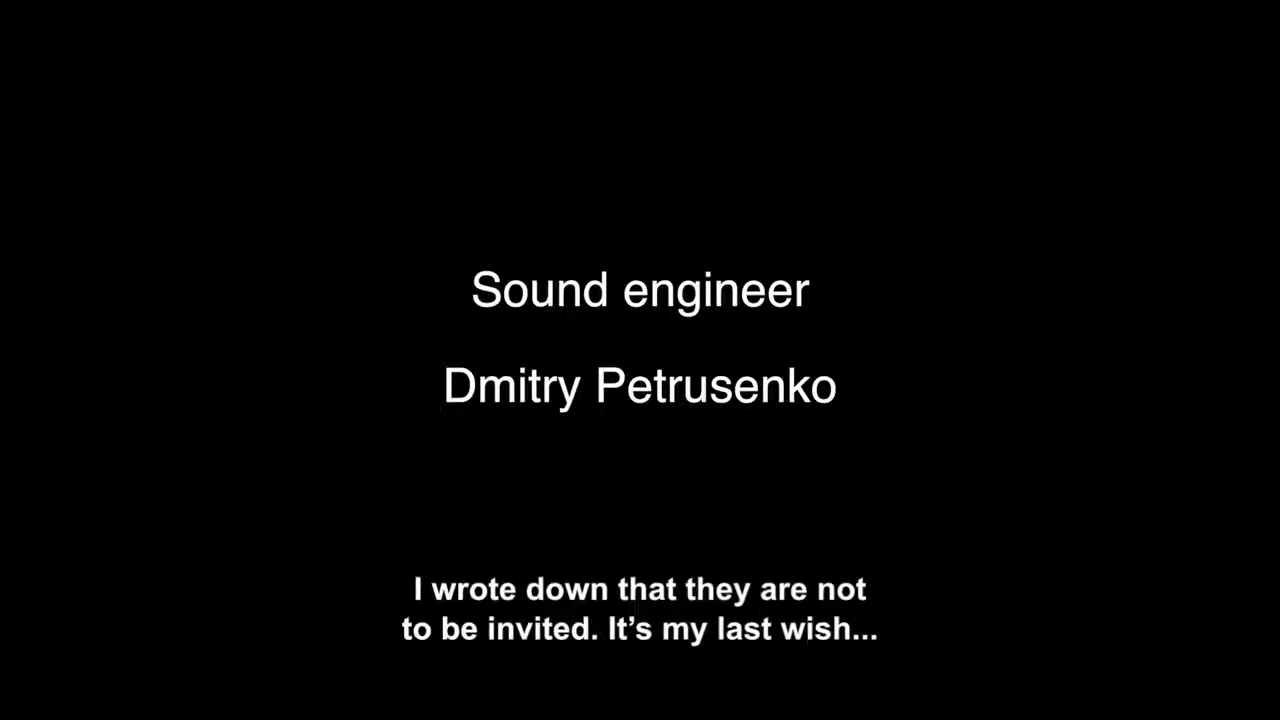 Sound engineer
Dmitry Petrusenko
I wrote down that they are not
to be invited. It’s my last wish...